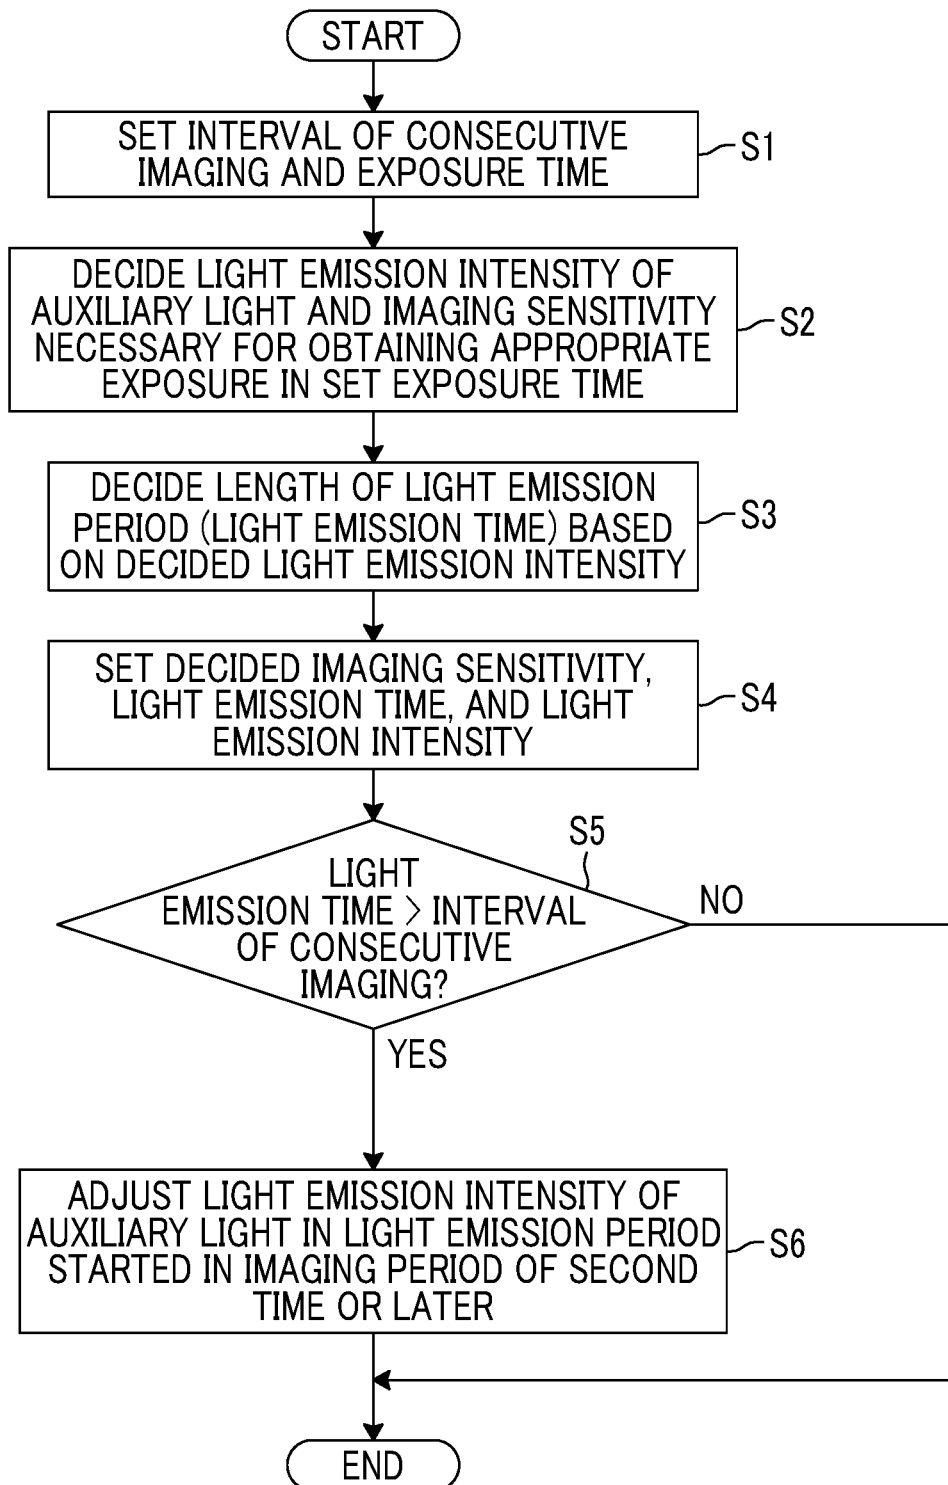 START
SET INTERVAL OF CONSECUTIVE
IMAGING AND EXPOSURE TIME
S1
DECIDE LIGHT EMISSION INTENSITY OF
AUXILIARY LIGHT AND IMAGING SENSITIVITY
NECESSARY FOR OBTAINING APPROPRIATE
EXPOSURE IN SET EXPOSURE TIME
S2
DECIDE LENGTH OF LIGHT EMISSION
PERIOD (LIGHT EMISSION TIME) BASED
ON DECIDED LIGHT EMISSION INTENSITY
S3
SET DECIDED IMAGING SENSITIVITY,
LIGHT EMISSION TIME, AND LIGHT
EMISSION INTENSITY
S4
S5
LIGHT
EMISSION TIME > INTERVAL
OF CONSECUTIVE
IMAGING?
NO
YES
ADJUST LIGHT EMISSION INTENSITY OF
AUXILIARY LIGHT IN LIGHT EMISSION PERIOD
STARTED IN IMAGING PERIOD OF SECOND
TIME OR LATER
S6
END